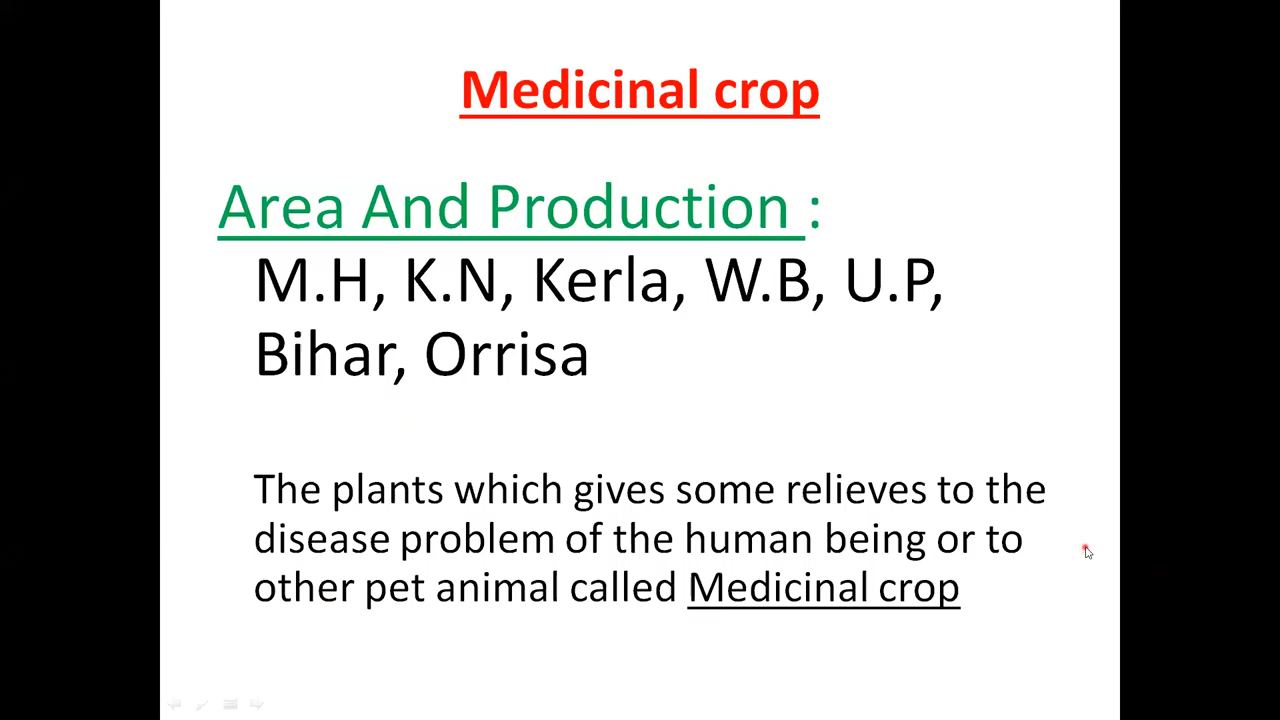 Medicinal crop
Area And Production :
M.H, K.N, Kerla, W.B, U.P,
Bihar, Orrisa
The plants which gives some relieves to the
disease problem of the human being or to
other pet animal called Medicinal crop